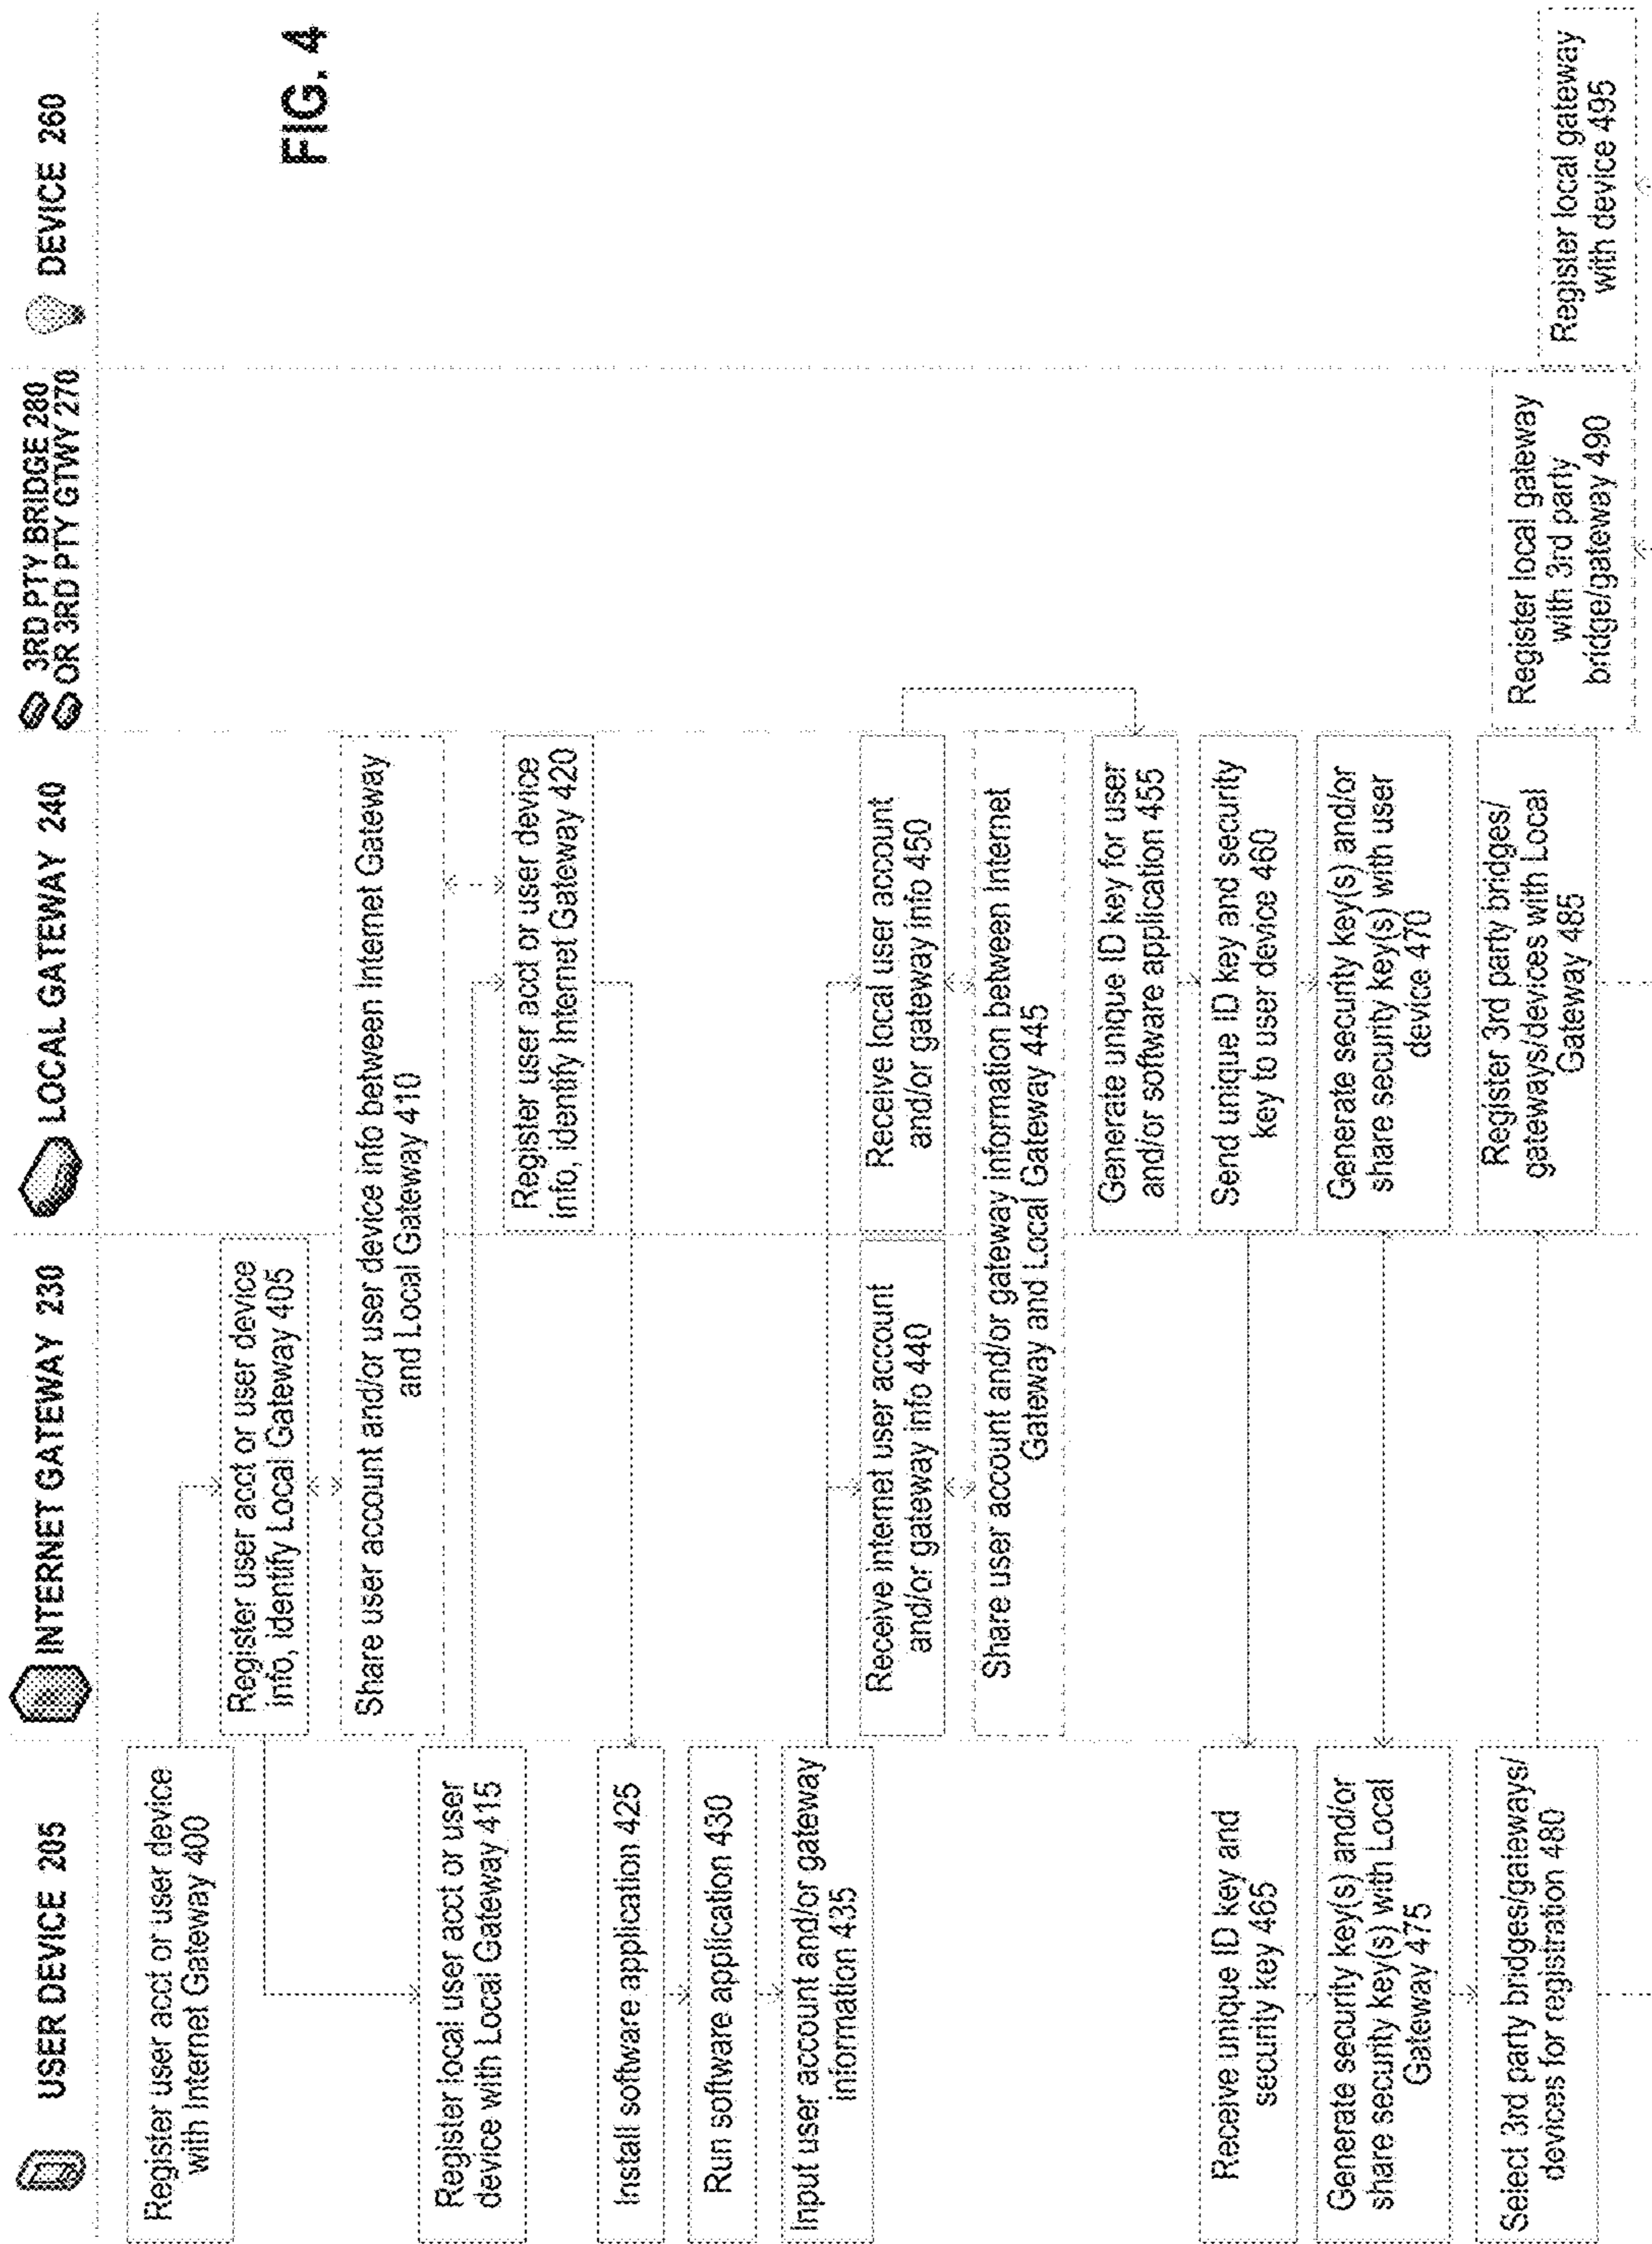 USER DEVICE 205
INTERNET GATEWAY 230
LOCAL GATEWAY 240
3RD PTY BRIDGE 280
OR 3RD PTY GTWY 270
DEVICE 260
FIG. 4
Register user acct or user device
with Internet Gateway 400
Register user acct or user device
info, identify Local Gateway 405
Share user account and/or user device info between Internet Gateway
and Local Gateway 410
Register local user acct or user
device with Local Gateway 415
Register user acct or user device
info, identify Internet Gateway 420
Install software application 425
Run software application 430
Input user account and/or gateway
information 435
Receive internet user account
and/or gateway info 440
Receive local user account
and/or gateway info 450
Share user account and/or gateway information between Internet
Gateway and Local Gateway 445
Generate unique ID key for user
and/or software application 455
Send unique ID key and security
key to user device 460
Receive unique ID key and
security key 465
Generate security key(s) and/or
share security key(s) with user
device 470
Generate security key(s) and/or
share security key(s) with Local
Gateway 475
Select 3rd party bridges/gateways/
devices for registration 480
Register 3rd party bridges/
gateways/devices with Local
Gateway 485
Register local gateway
with 3rd party
bridge/gateway 490
Register local gateway
with device 495